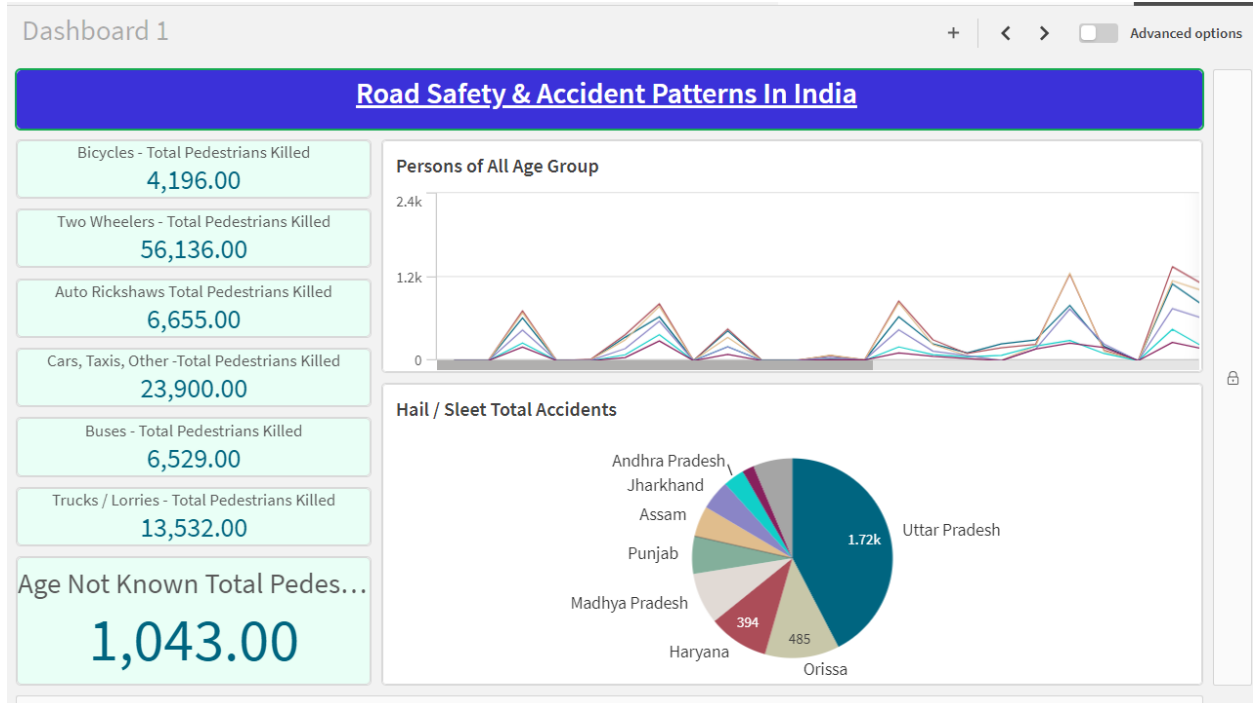 Dashboard 1
Advanced options
Road Safety & Accident Patterns In India
Bicycles - Total Pedestrians Killed
4,196.00
Two Wheelers - Total Pedestrians Killed
56,136.00
Auto Rickshaws Total Pedestrians Killed
6,655.00
Cars, Taxis, Other -Total Pedestrians Killed
23,900.00
Buses - Total Pedestrians Killed
6,529.00
Trucks / Lorries - Total Pedestrians Killed
13,532.00
Age Not Known Total Pedes...
1,043.00
Persons of All Age Group
2.4k
1.2k
0
Hail / Sleet Total Accidents
Andhra Pradesh
Jharkhand
Assam
Punjab
Madhya Pradesh
Haryana
Orissa
Uttar Pradesh
1.72k
394
485